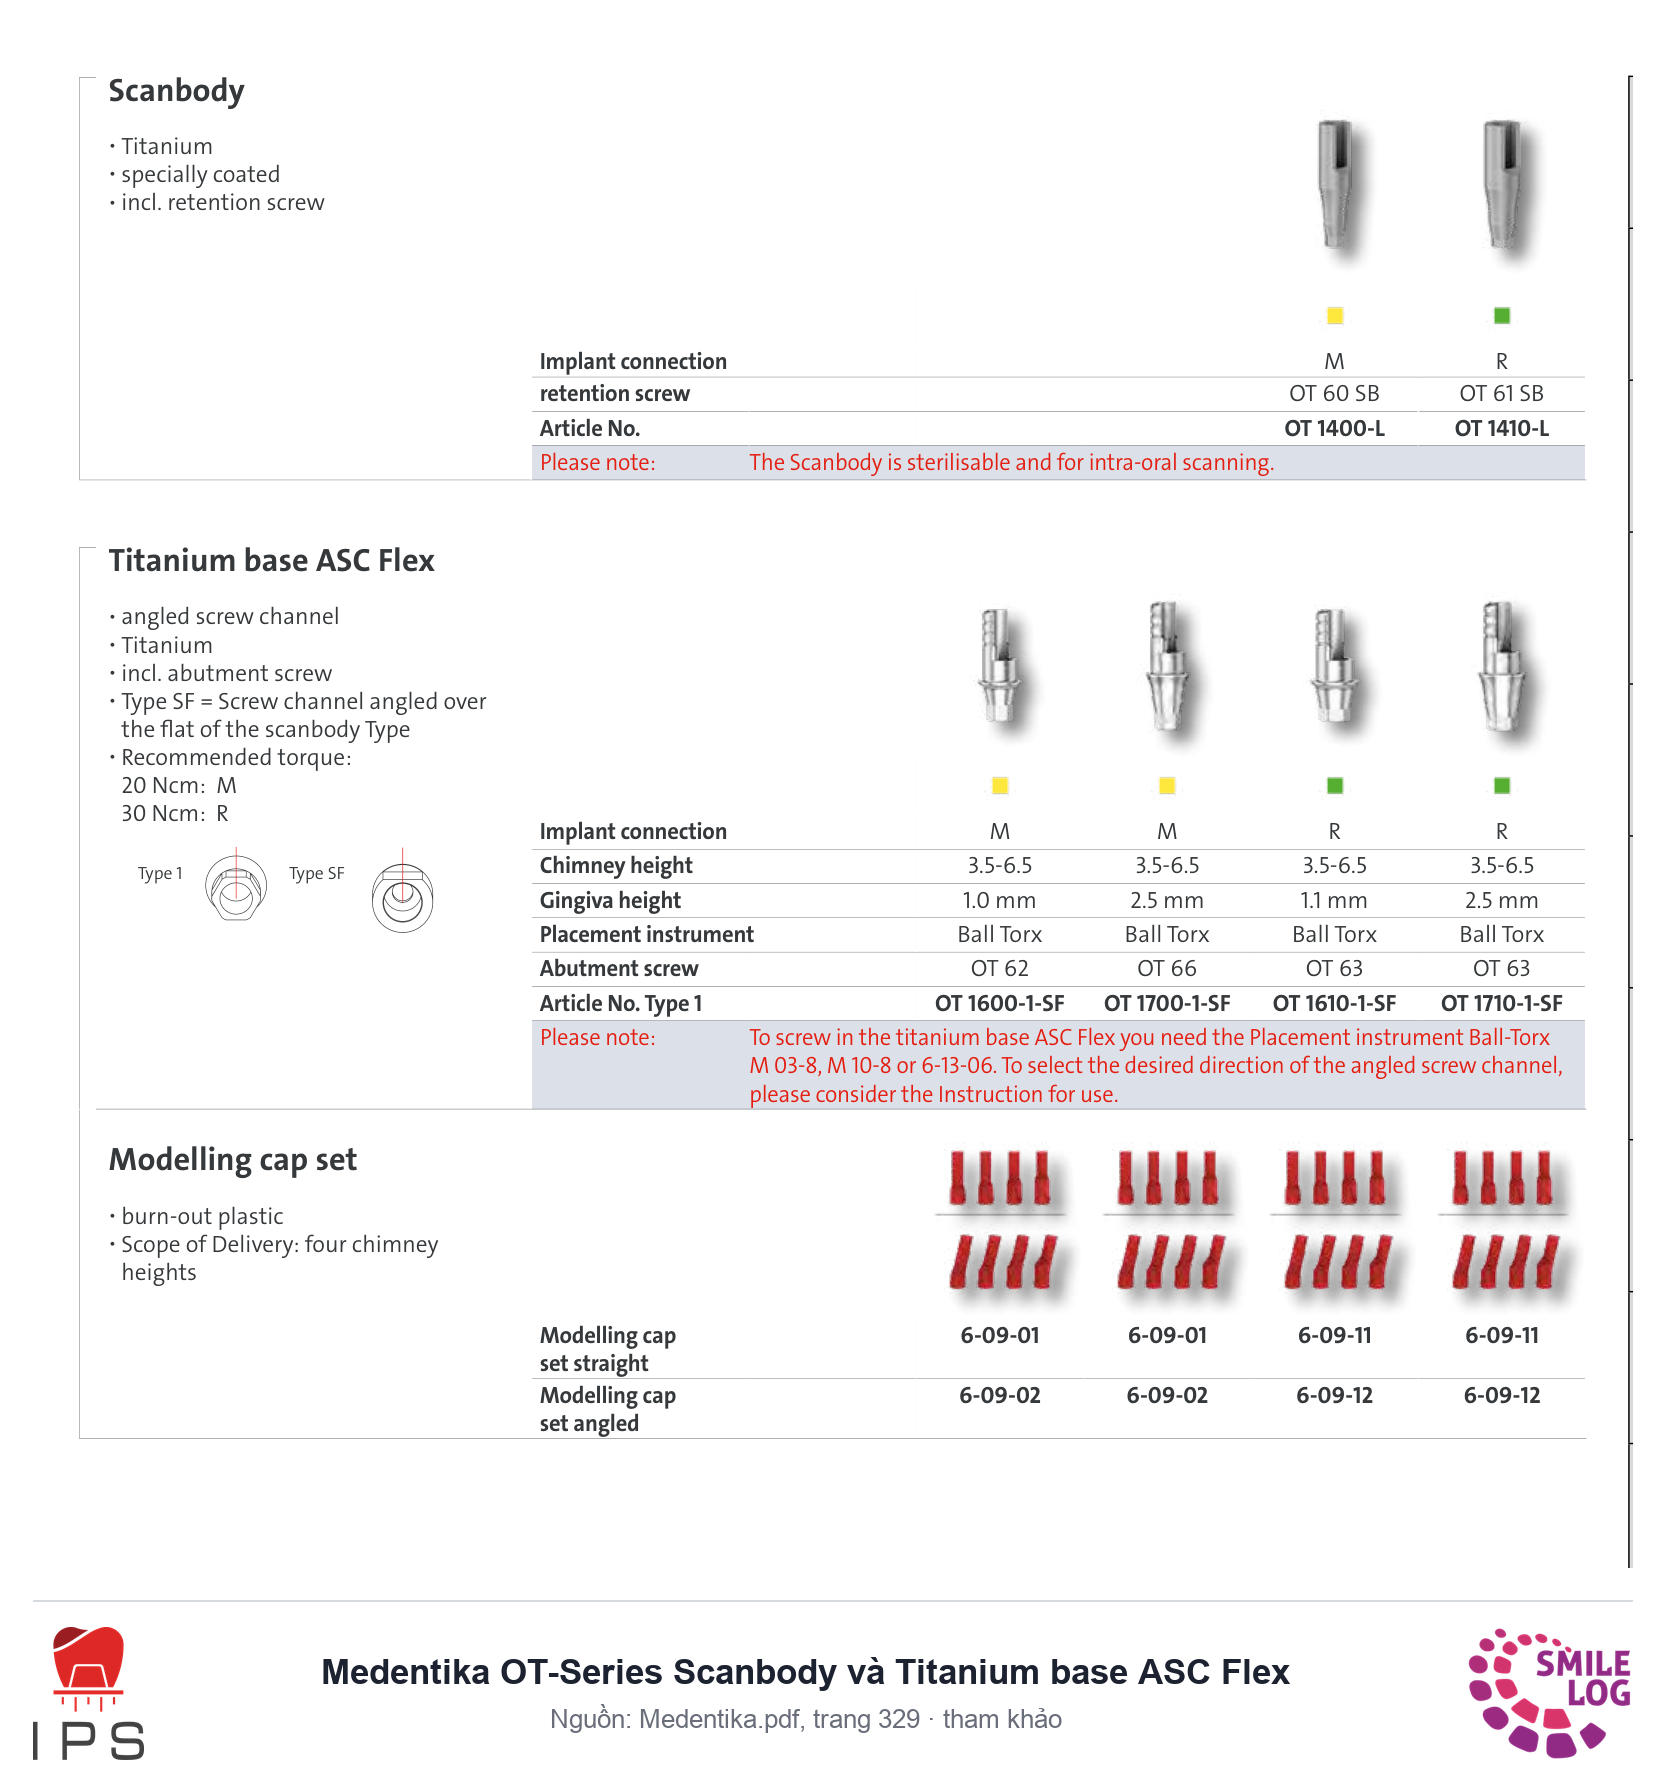 Scanbody
· Titanium
· specially coated
· incl. retention screw
Implant connection M R
retention screw OT 60 SB OT 61 SB
Article No. OT 1400-L OT 1410-L
Please note: The Scanbody is sterilisable and for intra-oral scanning.
Titanium base ASC Flex
· angled screw channel
· Titanium
· incl. abutment screw
· Type SF = Screw channel angled over
the flat of the scanbody Type
· Recommended torque:
20 Ncm: M
30 Ncm: R
Type 1 Type SF
Implant connection M M R R
Chimney height 3.5-6.5 3.5-6.5 3.5-6.5 3.5-6.5
Gingiva height 1.0 mm 2.5 mm 1.1 mm 2.5 mm
Placement instrument Ball Torx Ball Torx Ball Torx Ball Torx
Abutment screw OT 62 OT 66 OT 63 OT 63
Article No. Type 1 OT 1600-1-SF OT 1700-1-SF OT 1610-1-SF OT 1710-1-SF
Please note: To screw in the titanium base ASC Flex you need the Placement instrument Ball-Torx
M 03-8, M 10-8 or 6-13-06. To select the desired direction of the angled screw channel,
please consider the Instruction for use.
Modelling cap set
· burn-out plastic
· Scope of Delivery: four chimney
heights
Modelling cap 6-09-01 6-09-01 6-09-11 6-09-11
set straight
Modelling cap 6-09-02 6-09-02 6-09-12 6-09-12
set angled
IPS
Medentika OT-Series Scanbody và Titanium base ASC Flex
Nguồn: Medentika.pdf, trang 329 · tham khảo
SMILE
LOG